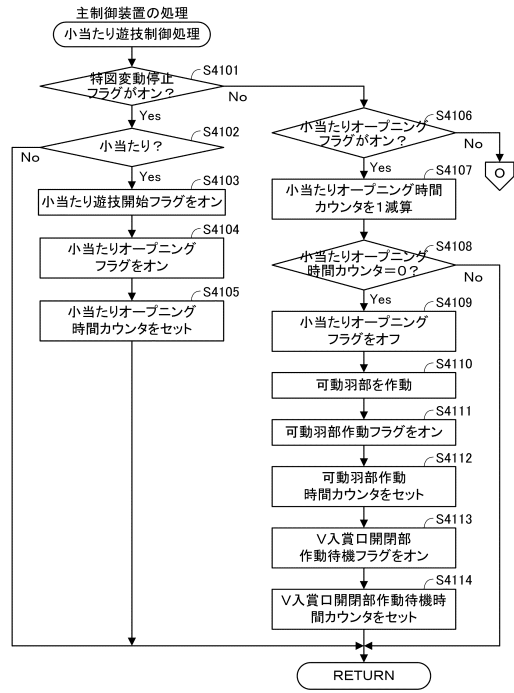 主制御装置の処理
小当たり遊技制御処理
S4101
特図変動停止
フラグがオン?
No
Yes
S4102
小当たり?
No
Yes
S4103
小当たり遊技開始フラグをオン
S4104
小当たりオープニング
フラグをオン
S4105
小当たりオープニング
時間カウンタをセット
S4106
小当たりオープニング
フラグがオン?
No
O
Yes
S4107
小当たりオープニング時間
カウンタを1減算
S4108
小当たりオープニング
時間カウンタ=0?
No
Yes
S4109
小当たりオープニング
フラグをオフ
S4110
可動羽部を作動
S4111
可動羽部作動フラグをオン
S4112
可動羽部作動
時間カウンタをセット
S4113
V入賞口開閉部
作動待機フラグをオン
S4114
V入賞口開閉部作動待機時
間カウンタをセット
RETURN